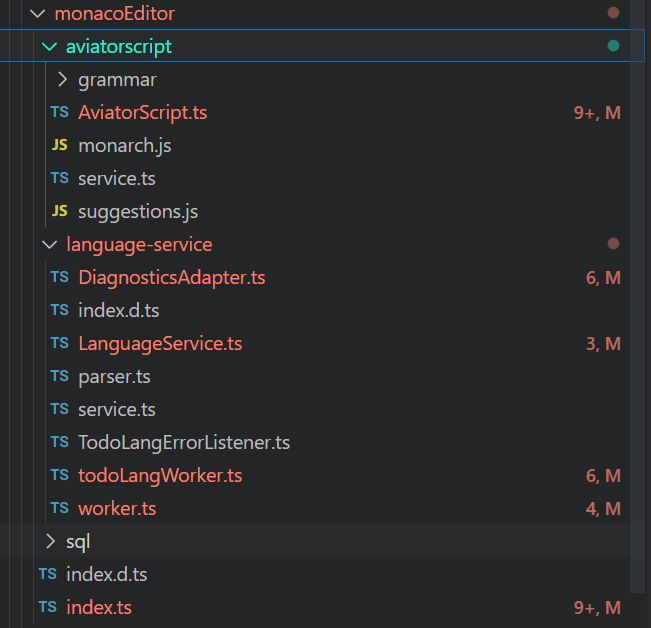 monacoEditor
aviatorscript
grammar
TS AviatorScript.ts 9+, M
JS monarch.js
TS service.ts
JS suggestions.js
language-service
TS DiagnosticsAdapter.ts 6, M
TS index.d.ts
TS LanguageService.ts 3, M
TS parser.ts
TS service.ts
TS TodoLangErrorListener.ts
TS todoLangWorker.ts 6, M
TS worker.ts 4, M
sql
TS index.d.ts
TS index.ts 9+, M